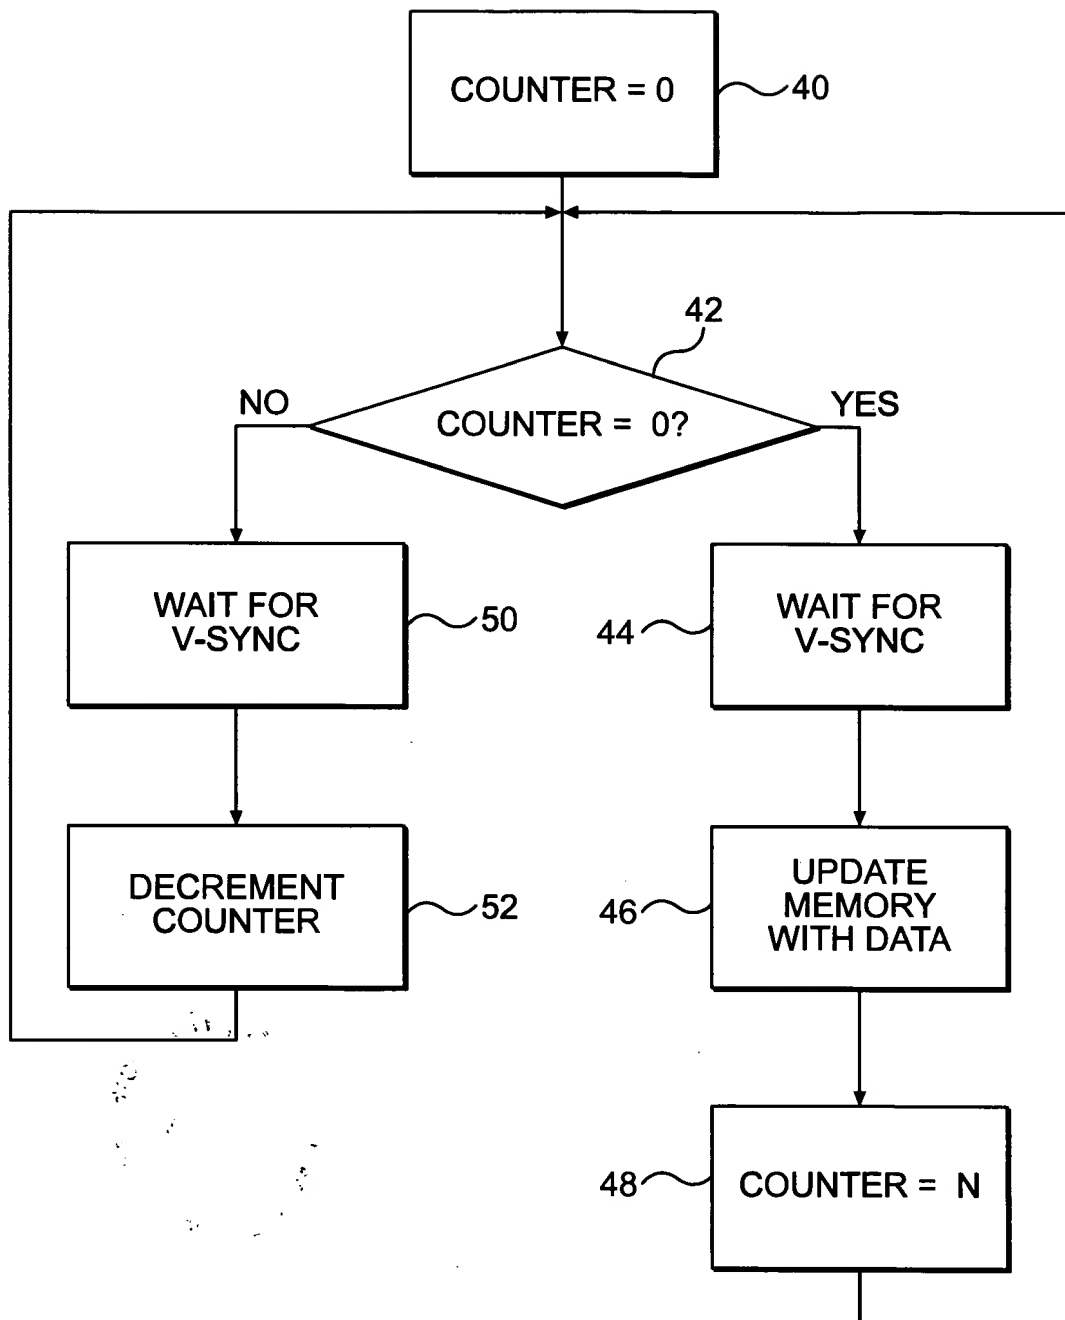 COUNTER = 0
40
42
NO
COUNTER = 0?
YES
WAIT FOR
V-SYNC
50
44
WAIT FOR
V-SYNC
DECREMENT
COUNTER
52
46
UPDATE
MEMORY
WITH DATA
48
COUNTER = N